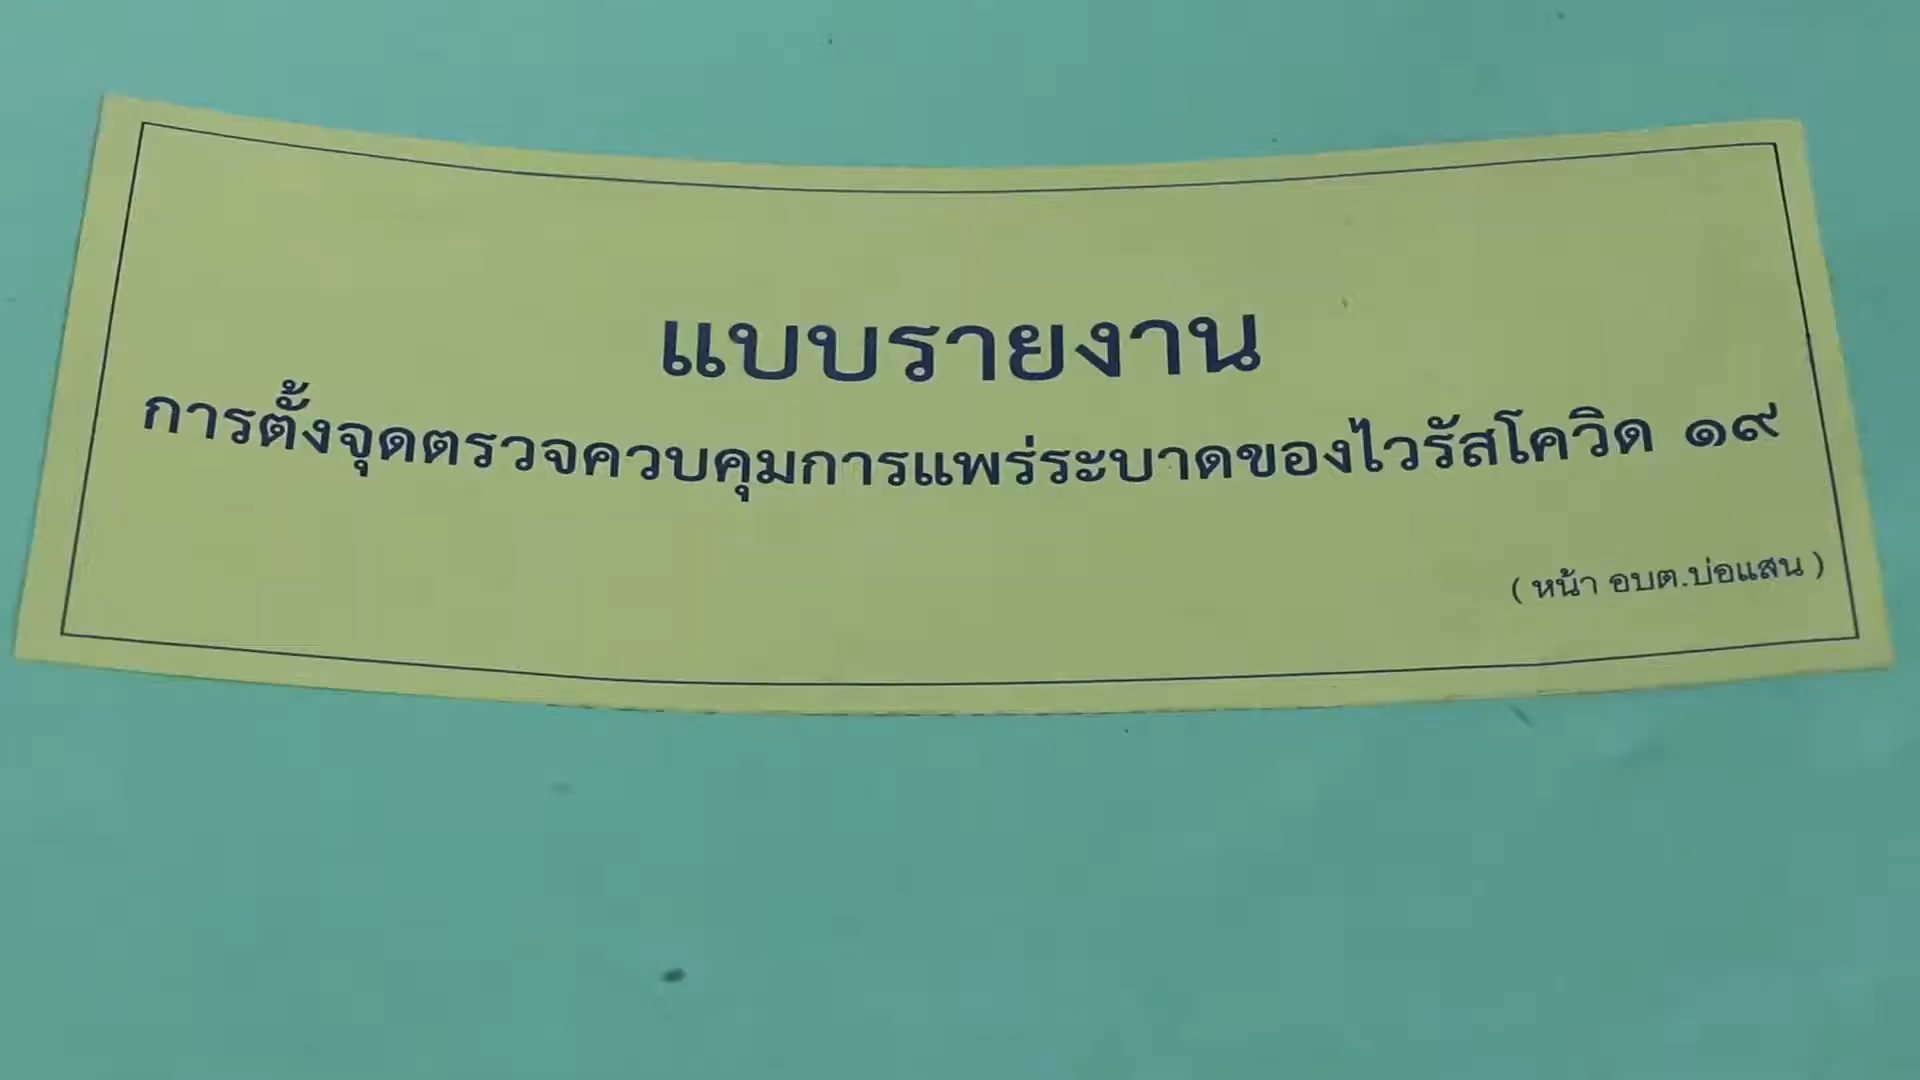 แบบรายงาน
การตั้งจุดตรวจควบคุมการแพร่ระบาดของไวรัสโควิด ๑๙
( หน้า อบต.บ่อแสน )